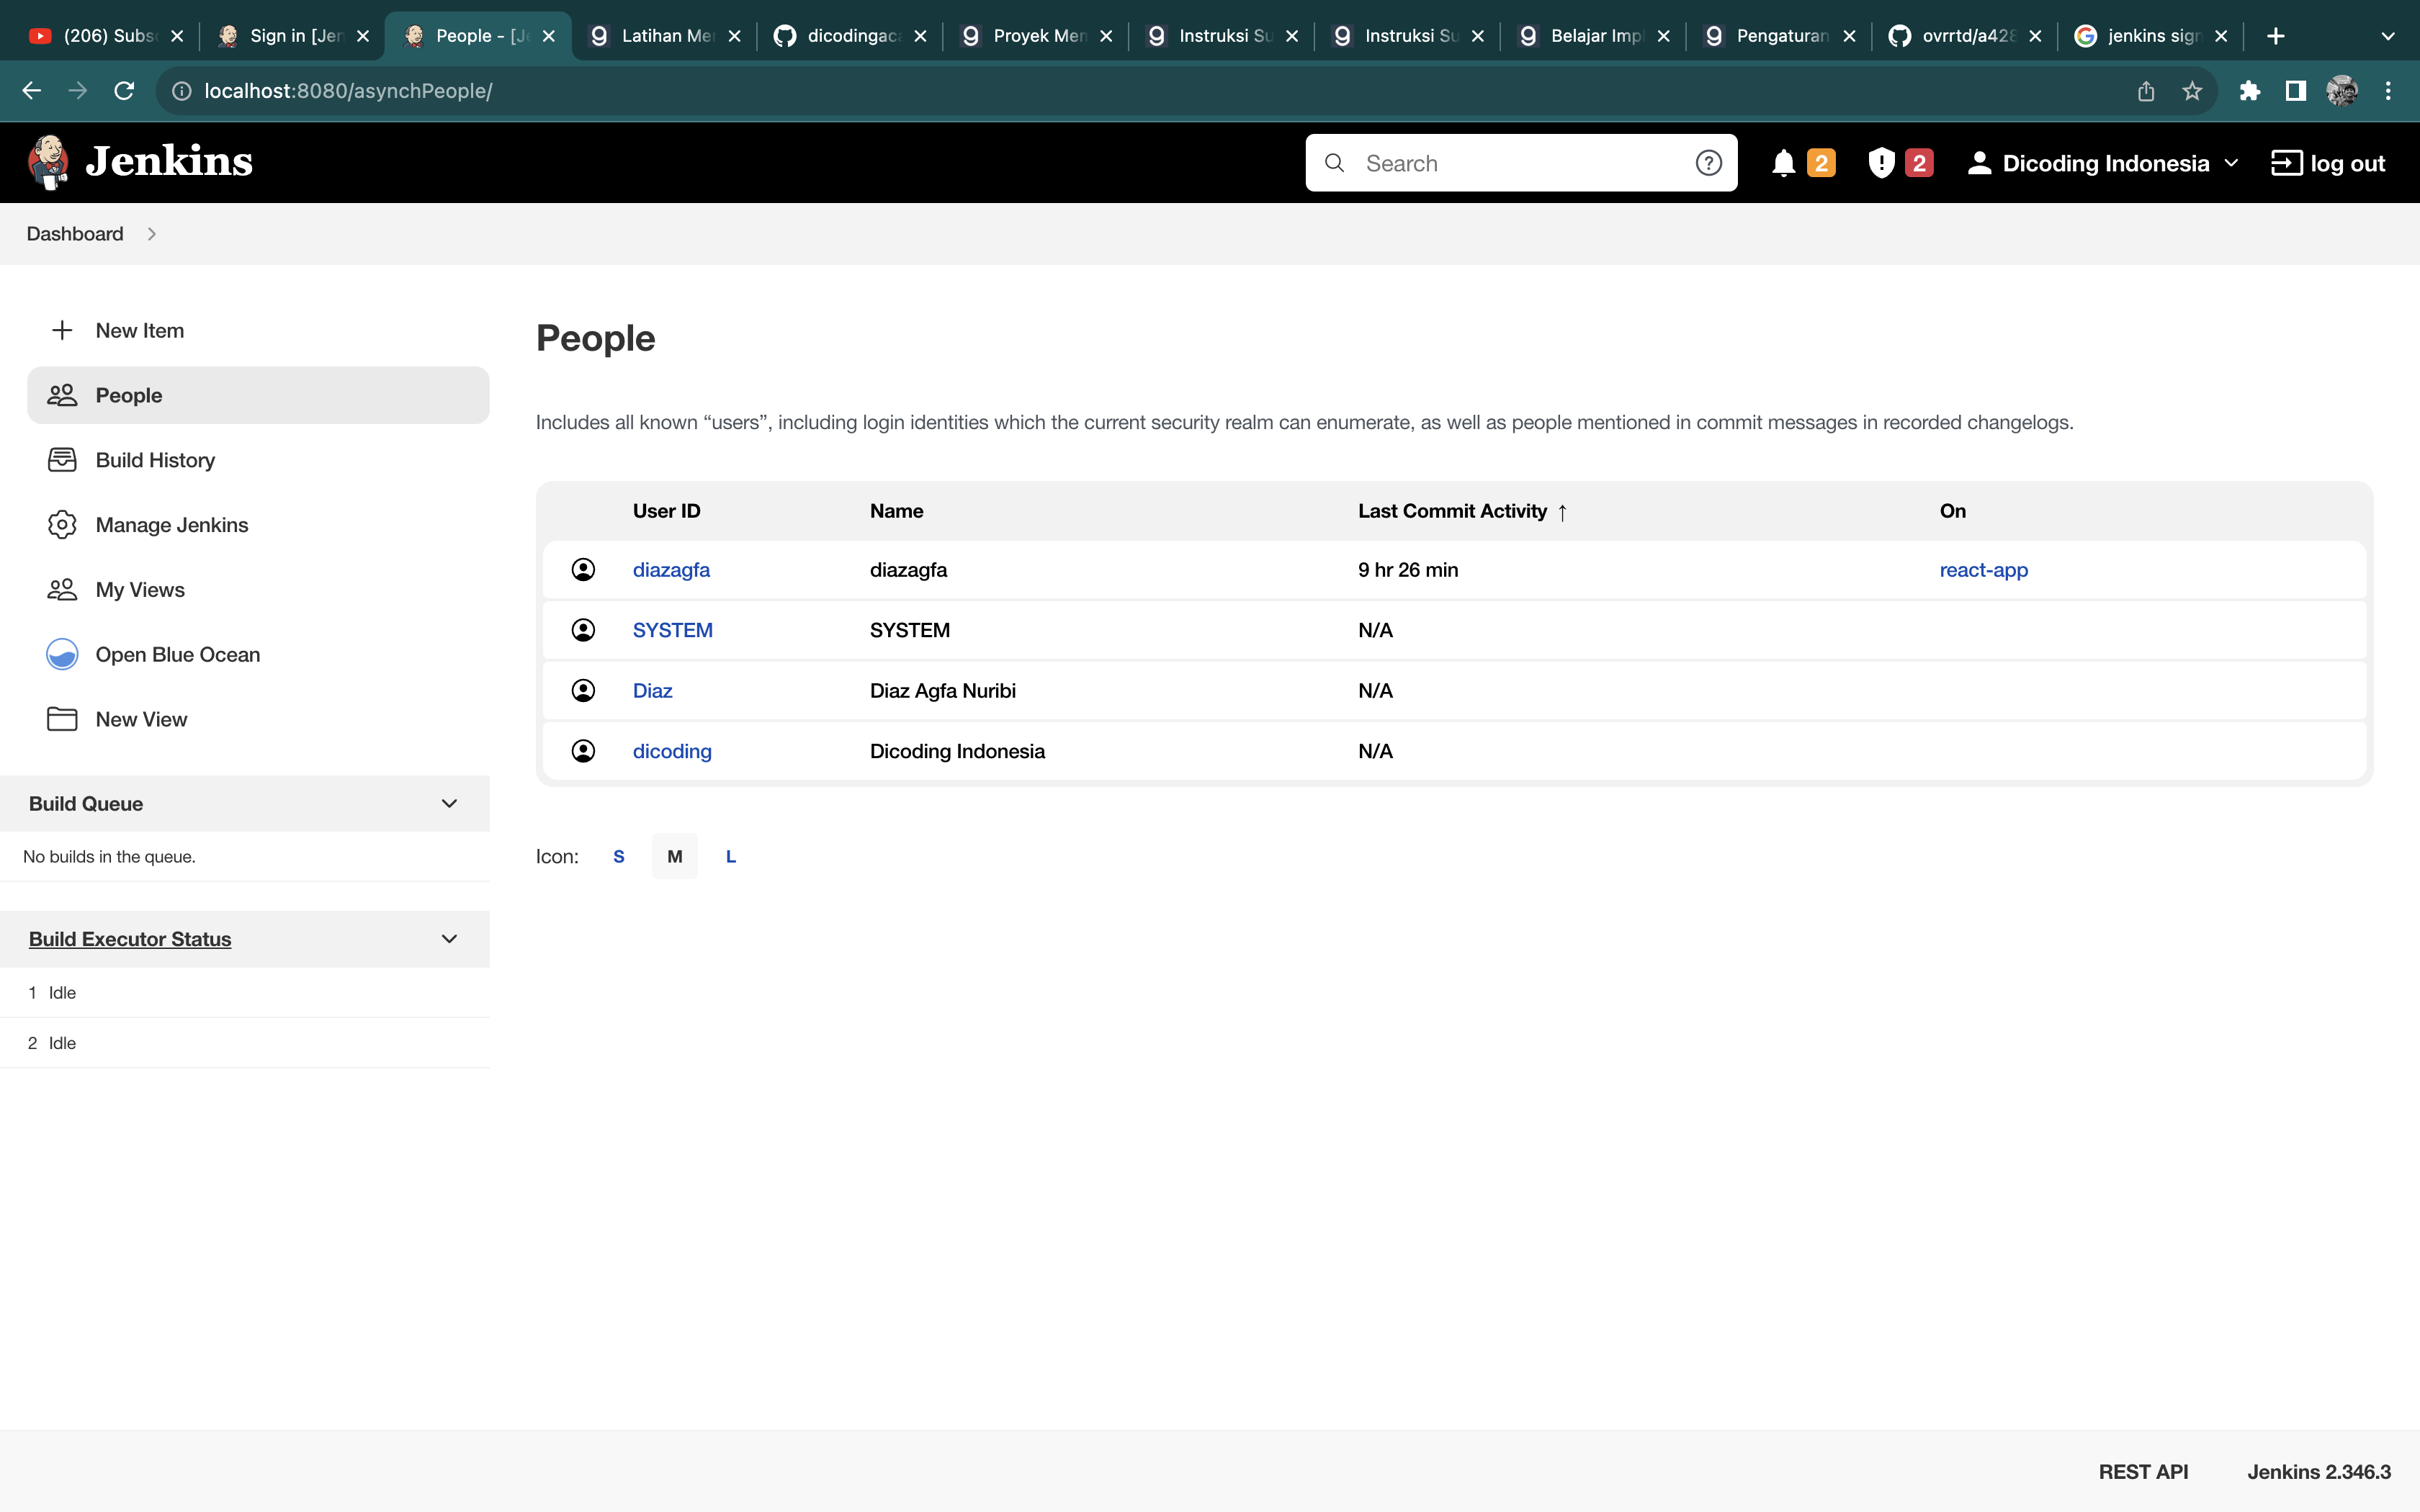 (206) Subs
Sign in [Jen
People - [J
Latihan Me
dicodingaca
Proyek Men
Instruksi Su
Instruksi Su
Belajar Imp
Pengaturan
ovrrtd/a428
jenkins sign
localhost:8080/asynchPeople/
Jenkins
Search
2
2
Dicoding Indonesia
log out
Dashboard
New Item
People
Build History
Manage Jenkins
My Views
Open Blue Ocean
New View
Build Queue
No builds in the queue.
Build Executor Status
1 Idle
2 Idle
People
Includes all known “users”, including login identities which the current security realm can enumerate, as well as people mentioned in commit messages in recorded changelogs.
User ID Name Last Commit Activity ↑ On
diazagfa diazagfa 9 hr 26 min react-app
SYSTEM SYSTEM N/A
Diaz Diaz Agfa Nuribi N/A
dicoding Dicoding Indonesia N/A
Icon: S M L
REST API Jenkins 2.346.3